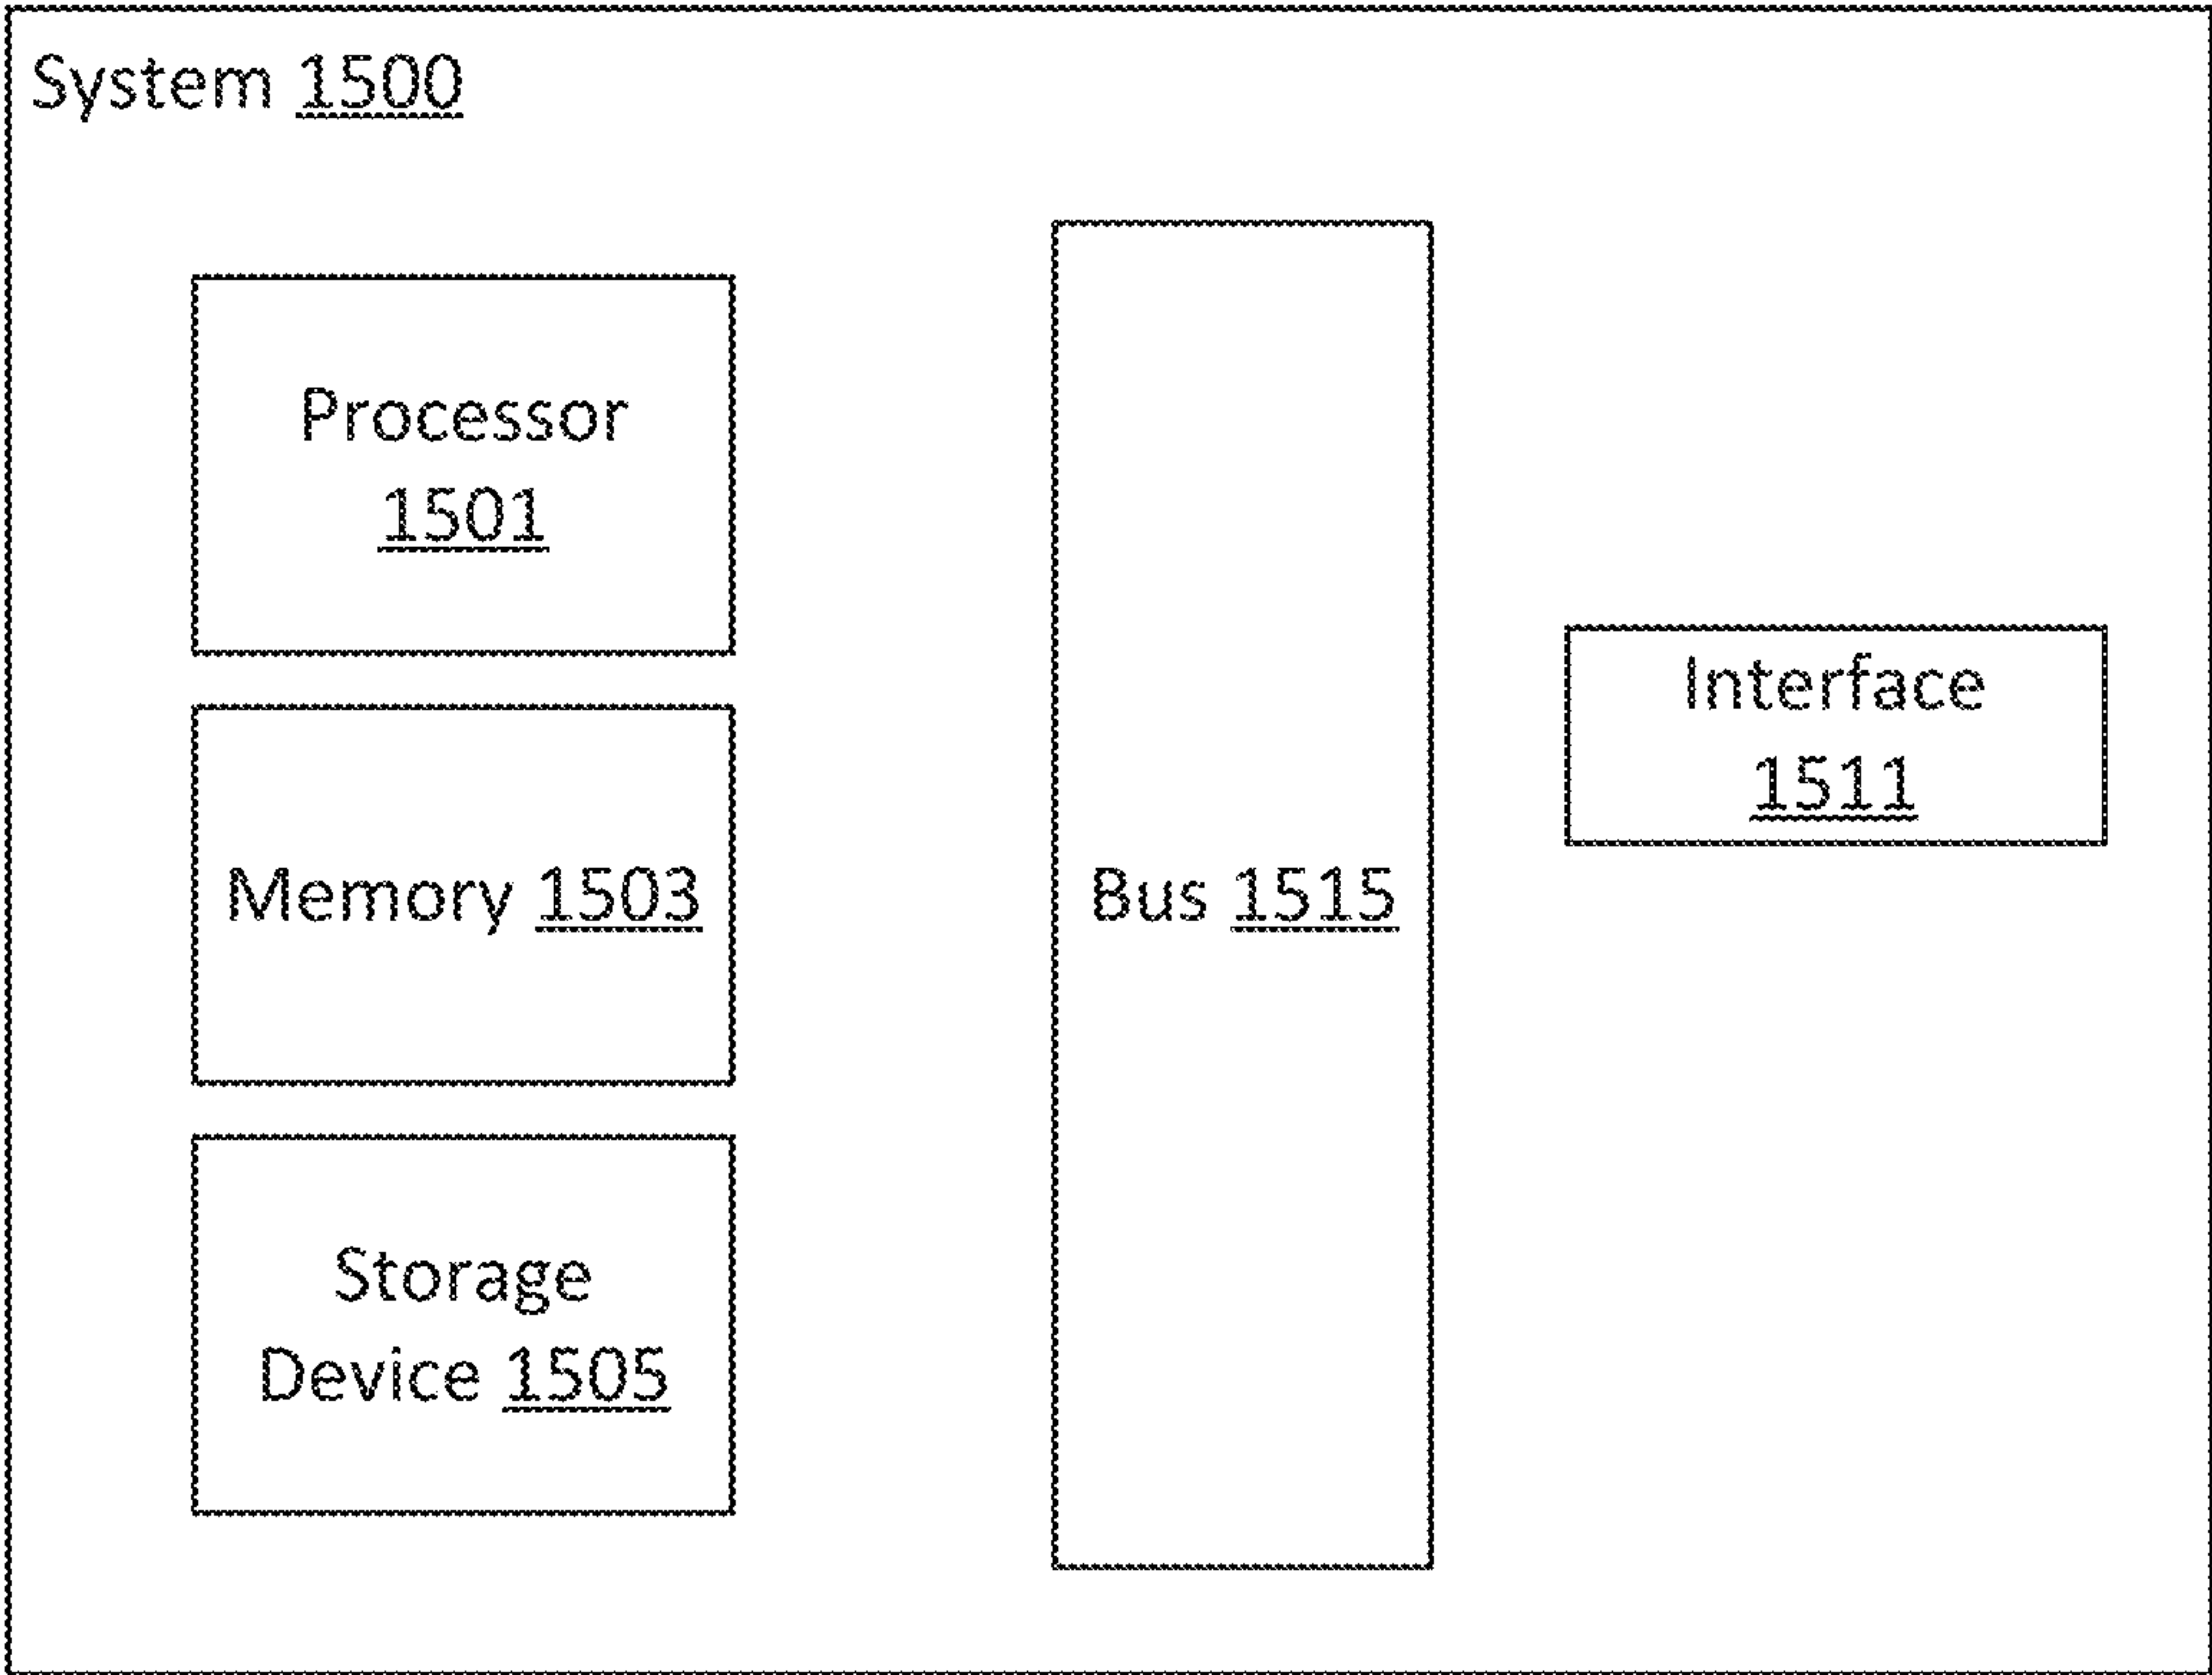 System 1500
Processor
1501
Memory 1503
Storage
Device 1505
Bus 1515
Interface
1511